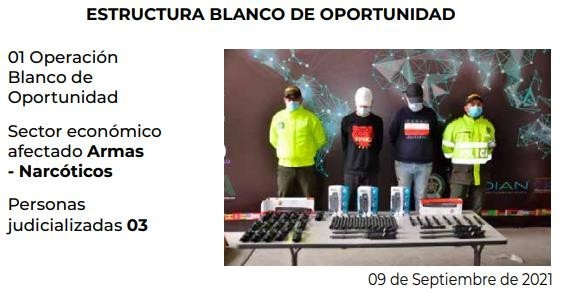 ESTRUCTURA BLANCO DE OPORTUNIDAD
01 Operación
Blanco de
Oportunidad
Sector económico
afectado Armas
- Narcóticos
Personas
judicializadas 03
DIAN
09 de Septiembre de 2021